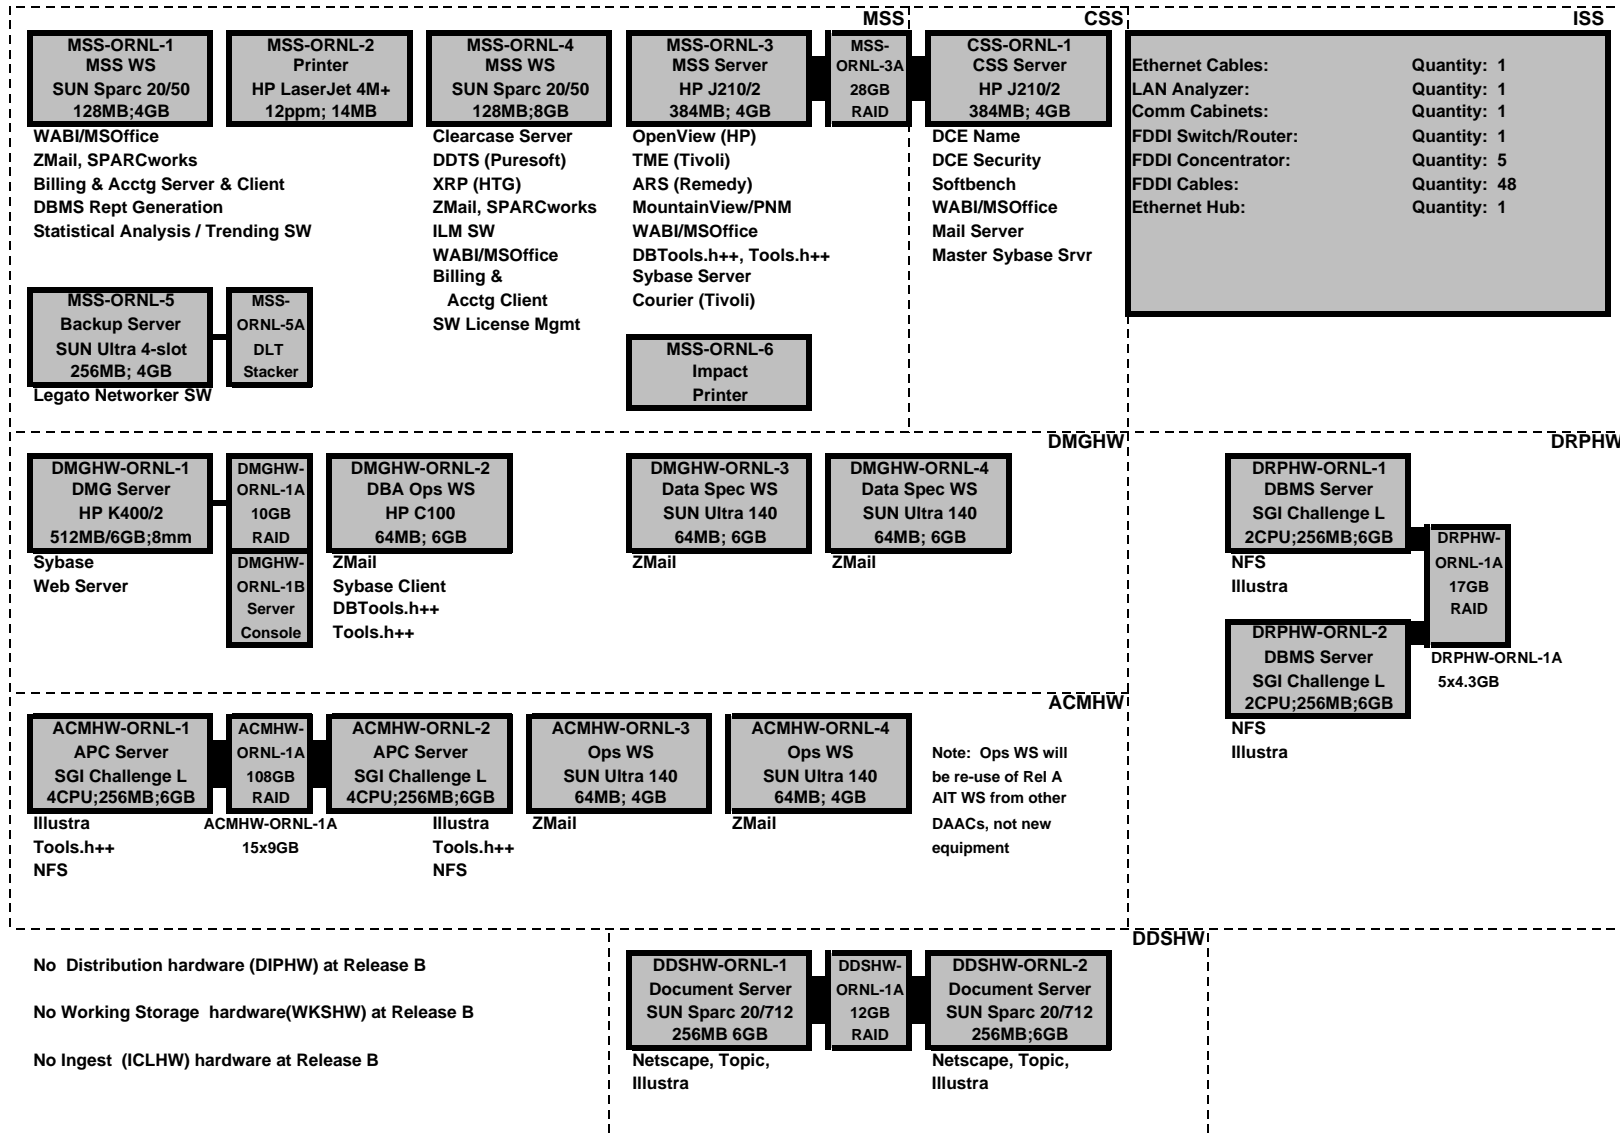 MSS
CSS
ISS
MSS-ORNL-1
MSS WS
SUN Sparc 20/50
128MB;4GB
WABI/MSOffice
ZMail, SPARCworks
Billing & Acctg Server & Client
DBMS Rept Generation
Statistical Analysis / Trending SW
MSS-ORNL-2
Printer
HP LaserJet 4M+
12ppm; 14MB
MSS-ORNL-4
MSS WS
SUN Sparc 20/50
128MB;8GB
Clearcase Server
DDTS (Puresoft)
XRP (HTG)
ZMail, SPARCworks
ILM SW
WABI/MSOffice
Billing &
Acctg Client
SW License Mgmt
MSS-ORNL-3
MSS Server
HP J210/2
384MB; 4GB
OpenView (HP)
TME (Tivoli)
ARS (Remedy)
MountainView/PNM
WABI/MSOffice
DBTools.h++, Tools.h++
Sybase Server
Courier (Tivoli)
MSS-
ORNL-3A
28GB
RAID
CSS-ORNL-1
CSS Server
HP J210/2
384MB; 4GB
DCE Name
DCE Security
Softbench
WABI/MSOffice
Mail Server
Master Sybase Srvr
Ethernet Cables: Quantity: 1
LAN Analyzer: Quantity: 1
Comm Cabinets: Quantity: 1
FDDI Switch/Router: Quantity: 1
FDDI Concentrator: Quantity: 5
FDDI Cables: Quantity: 48
Ethernet Hub: Quantity: 1
MSS-ORNL-5
Backup Server
SUN Ultra 4-slot
256MB; 4GB
Legato Networker SW
MSS-
ORNL-5A
DLT
Stacker
MSS-ORNL-6
Impact
Printer
DMGHW
DRPHW
DMGHW-ORNL-1
DMG Server
HP K400/2
512MB/6GB;8mm
Sybase
Web Server
DMGHW-
ORNL-1A
10GB
RAID
DMGHW-
ORNL-1B
Server
Console
DMGHW-ORNL-2
DBA Ops WS
HP C100
64MB; 6GB
ZMail
Sybase Client
DBTools.h++
Tools.h++
DMGHW-ORNL-3
Data Spec WS
SUN Ultra 140
64MB; 6GB
ZMail
DMGHW-ORNL-4
Data Spec WS
SUN Ultra 140
64MB; 6GB
ZMail
DRPHW-ORNL-1
DBMS Server
SGI Challenge L
2CPU;256MB;6GB
NFS
Illustra
DRPHW-
ORNL-1A
17GB
RAID
DRPHW-ORNL-1A
5x4.3GB
DRPHW-ORNL-2
DBMS Server
SGI Challenge L
2CPU;256MB;6GB
NFS
Illustra
ACMHW
ACMHW-ORNL-1
APC Server
SGI Challenge L
4CPU;256MB;6GB
Illustra
Tools.h++
NFS
ACMHW-
ORNL-1A
108GB
RAID
ACMHW-ORNL-1A
15x9GB
ACMHW-ORNL-2
APC Server
SGI Challenge L
4CPU;256MB;6GB
Illustra
Tools.h++
NFS
ACMHW-ORNL-3
Ops WS
SUN Ultra 140
64MB; 4GB
ZMail
ACMHW-ORNL-4
Ops WS
SUN Ultra 140
64MB; 4GB
ZMail
Note: Ops WS will
be re-use of Rel A
AIT WS from other
DAACs, not new
equipment
DDSHW
No Distribution hardware (DIPHW) at Release B
No Working Storage hardware(WKSHW) at Release B
No Ingest (ICLHW) hardware at Release B
DDSHW-ORNL-1
Document Server
SUN Sparc 20/712
256MB 6GB
Netscape, Topic,
Illustra
DDSHW-
ORNL-1A
12GB
RAID
DDSHW-ORNL-2
Document Server
SUN Sparc 20/712
256MB;6GB
Netscape, Topic,
Illustra